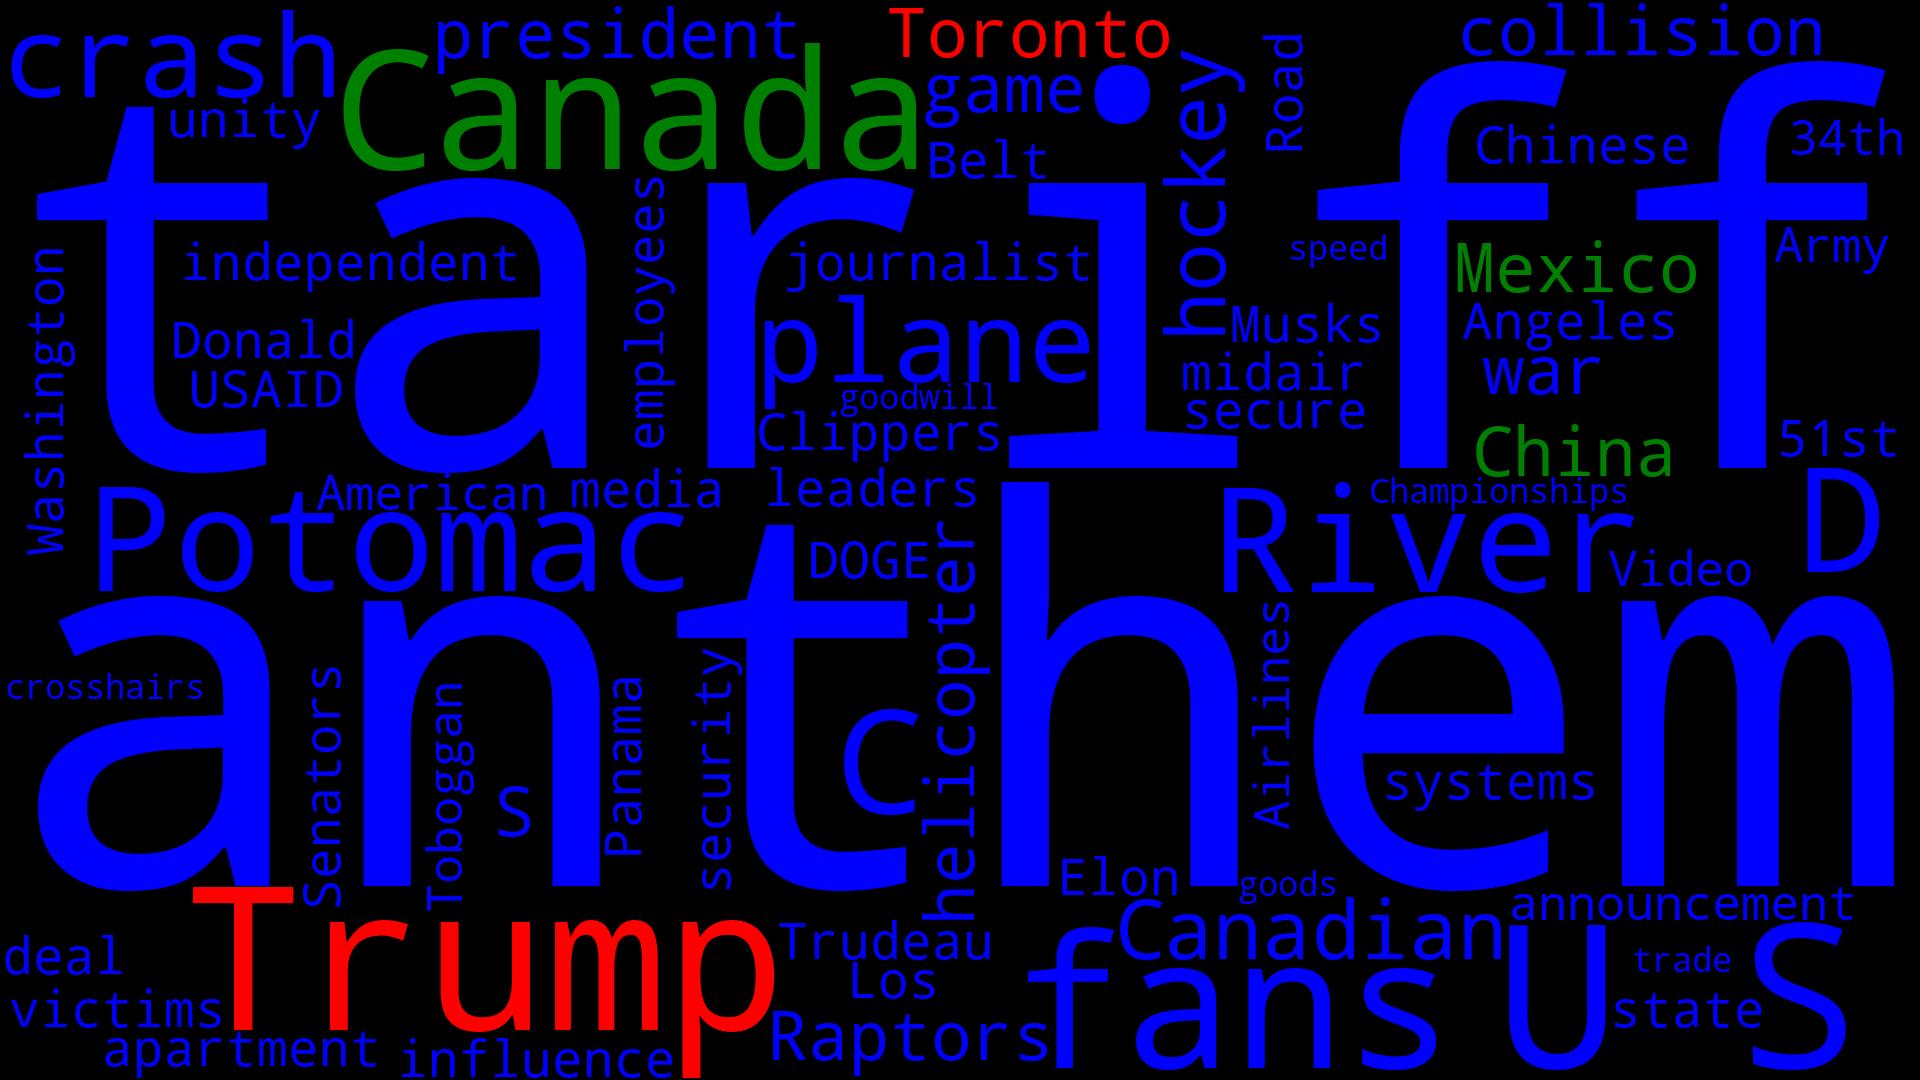 crash
president
Toronto
collision
Canada
game
hockey
Road
unity
Belt
Chinese
34th
tariff
independent
employees
journalist
speed
Mexico
Army
Washington
Donald
plane
Musks
Angeles
USAID
goodwill
midair
war
Clippers
secure
China
51st
American
media
leaders
Championships
Potomac
River
D
DOGE
helicopter
Video
anthem
crosshairs
Senators
Toboggan
Panama
security
C
Airlines
S
systems
Elon
goods
Trump
Canadian
announcement
deal
Trudeau
fans
U
S
trade
Los
victims
state
Raptors
apartment
influence